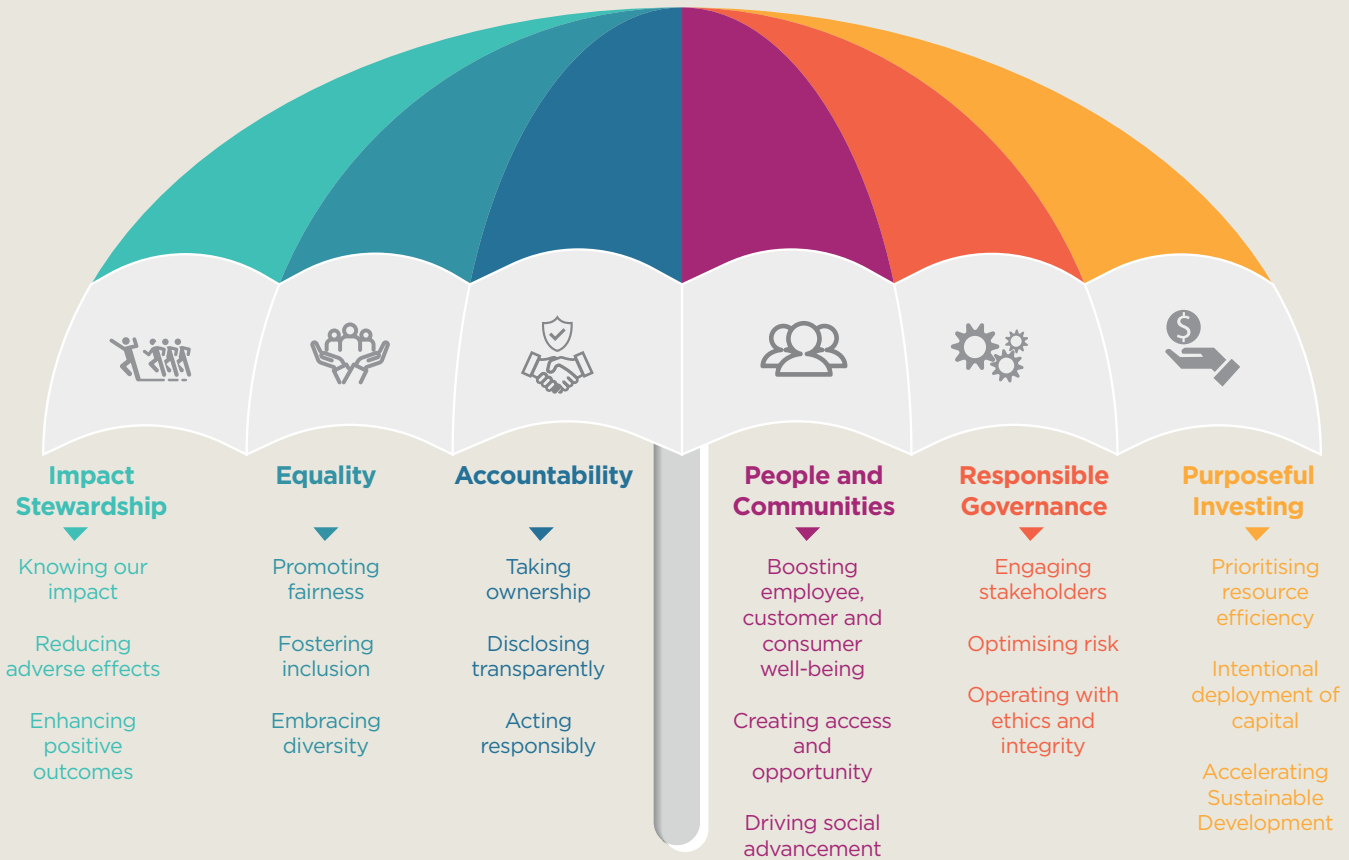 Impact
Stewardship
Knowing our
impact
Reducing
adverse effects
Enhancing
positive
outcomes
Equality
Promoting
fairness
Fostering
inclusion
Embracing
diversity
Accountability
Taking
ownership
Disclosing
transparently
Acting
responsibly
People and
Communities
Boosting
employee,
customer and
consumer
well-being
Creating access
and
opportunity
Driving social
advancement
Responsible
Governance
Engaging
stakeholders
Optimising risk
Operating with
ethics and
integrity
$
Purposeful
Investing
Prioritising
resource
efficiency
Intentional
deployment of
capital
Accelerating
Sustainable
Development